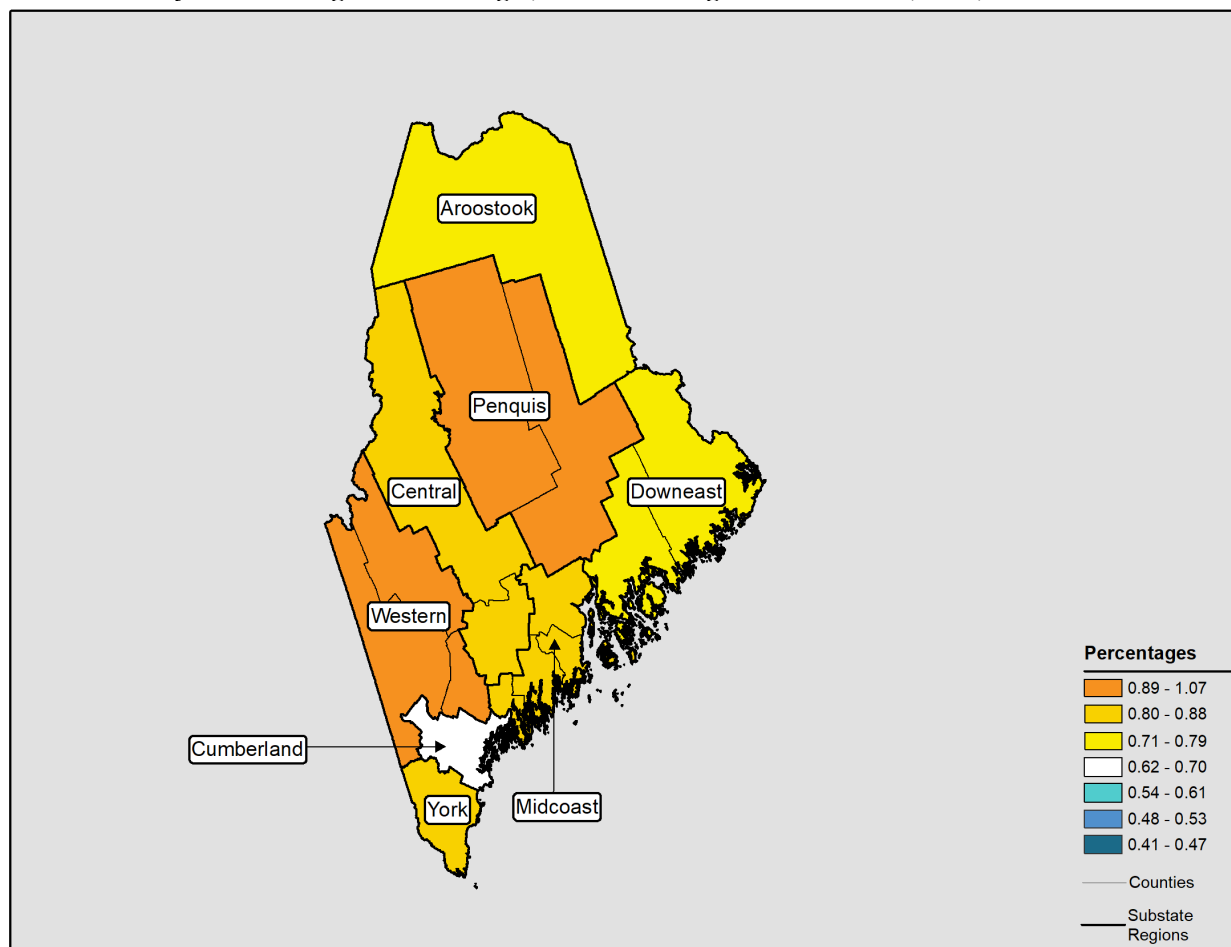 Aroostook
Penquis
Central
Downeast
Western
Cumberland
Midcoast
York
Percentages
0.89 - 1.07
0.80 - 0.88
0.71 - 0.79
0.62 - 0.70
0.54 - 0.61
0.48 - 0.53
0.41 - 0.47
Counties
Substate
Regions